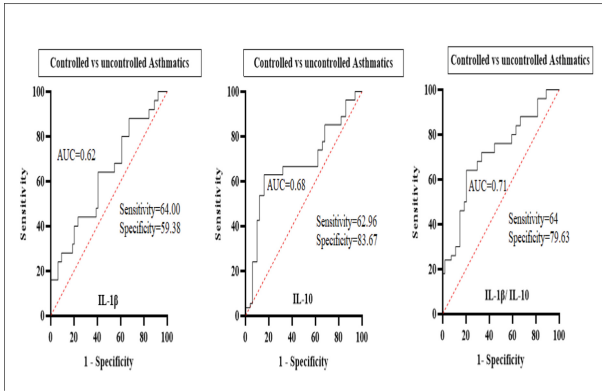 Controlled vs uncontrolled Asthmatics
100
80
60
40
20
0
Sensitivity
AUC=0.62
Sensitivity=64.00
Specificity=59.38
IL-1β
0 20 40 60 80 100
1 - Specificity
Controlled vs uncontrolled Asthmatics
100
80
60
40
20
0
Sensitivity
AUC=0.68
Sensitivity=62.96
Specificity=83.67
IL-10
0 20 40 60 80 100
1 - Specificity
Controlled vs uncontrolled Asthmatics
100
80
60
40
20
0
Sensitivity
AUC=0.71
Sensitivity=64
Specificity=79.63
IL-1β/ IL-10
0 20 40 60 80 100
1 - Specificity